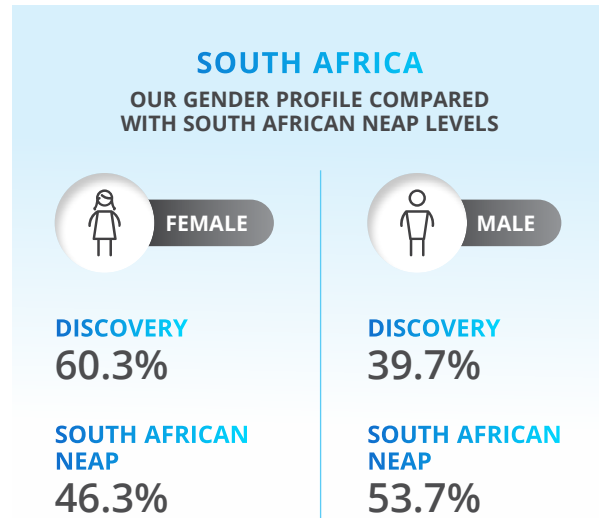 SOUTH AFRICA
OUR GENDER PROFILE COMPARED
WITH SOUTH AFRICAN NEAP LEVELS
FEMALE
DISCOVERY
60.3%
SOUTH AFRICAN
NEAP
46.3%
MALE
DISCOVERY
39.7%
SOUTH AFRICAN
NEAP
53.7%